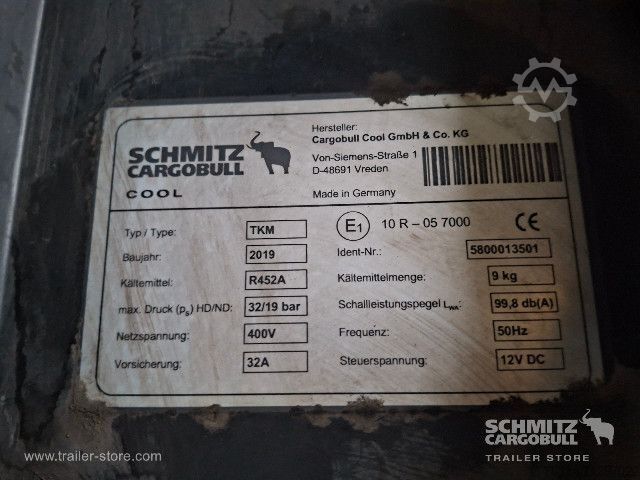 Hersteller:
Cargobull Cool GmbH & Co. KG
SCHMITZ
CARGOBULL
COOL
Von-Siemens-Straße 1
D-48691 Vreden
Made in Germany
Typ / Type: TKM
E1 10 R – 05 7000 CE
Baujahr: 2019
Ident-Nr.: 5800013501
Kältemittel: R452A
Kältemittelmenge: 9 kg
max. Druck (ps) HD/ND: 32/19 bar
Schallleistungspegel LWA: 99,8 db(A)
Netzspannung: 400V
Frequenz: 50Hz
Vorsicherung: 32A
Steuerspannung: 12V DC
www.trailer-store.com
SCHMITZ
CARGOBULL
TRAILER STORE